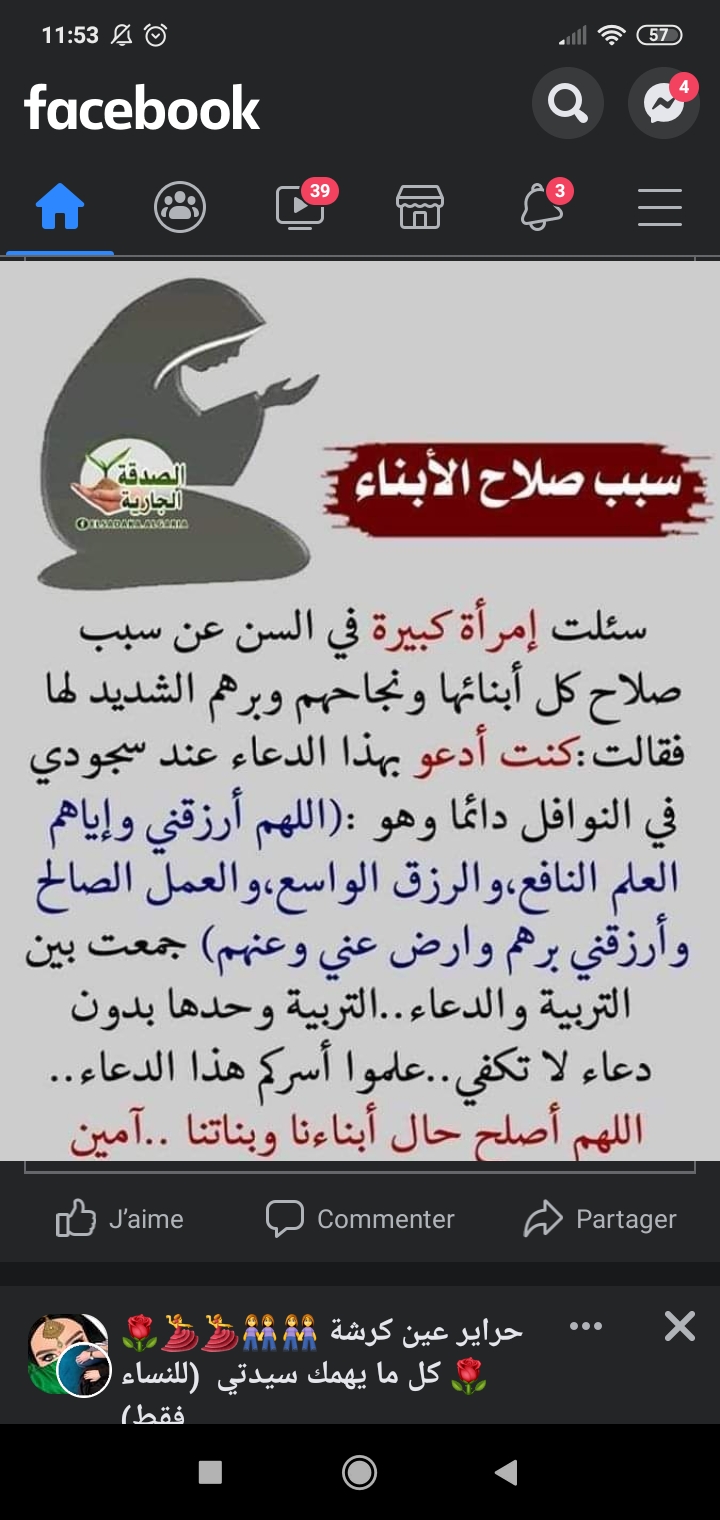 11:53
57
facebook
4
39
3
الصدقة
الجارية
ELSADAKA.ALGARIA
سبب صلاح الأبناء
سئلت إمرأة كبيرة في السن عن سبب
صلاح كل أبنائها ونجاحهم وبرهم الشديد لها
فقالت:كنت أدعو بهذا الدعاء عند سجودي
في النوافل دائما وهو :(اللهم أرزقني وإياهم
العلم النافع،والرزق الواسع،والعمل الصالح
وأرزقني برهم وارض عني وعنهم) جمعت بين
التربية والدعاء..التربية وحدها بدون
دعاء لا تكفي..علموا أسركم هذا الدعاء..
اللهم أصلح حال أبناءنا وبناتنا ..آمين
J’aime
Commenter
Partager
حراير عين كرشة 👭👭💃💃🌹
🌹 كل ما يهمك سيدتي (للنساء
فقط)